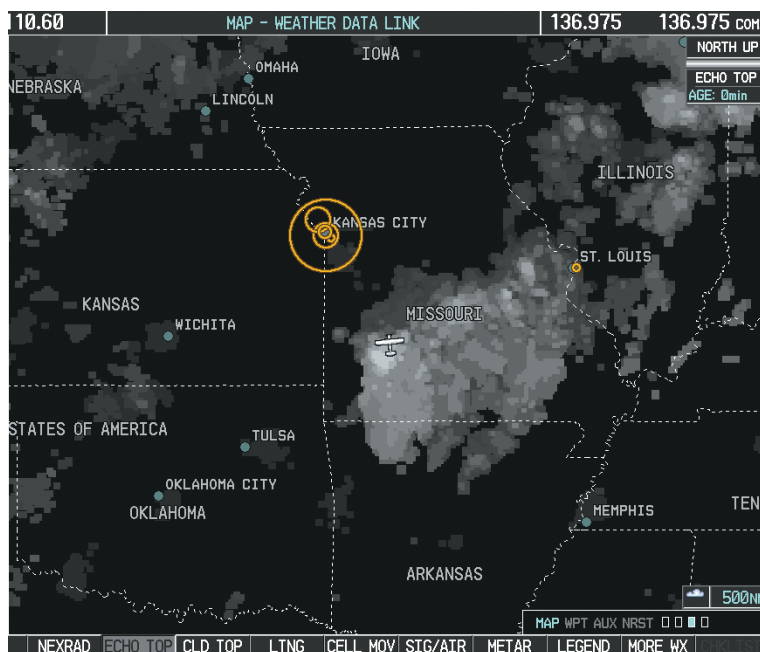 110.60 MAP - WEATHER DATA LINK 136.975 136.975 COM
NORTH UP
IOWA
OMAHA
ECHO TOP
NEBRASKA
AGE: 0min
LINCOLN
ILLINOIS
KANSAS CITY
ST. LOUIS
KANSAS
MISSOURI
WICHITA
STATES OF AMERICA
TULSA
OKLAHOMA CITY
OKLAHOMA
MEMPHIS
TEN
ARKANSAS
500NM
MAP WPT AUX NRST
NEXRAD ECHO TOP CLD TOP LTNG CELL MOV SIG/AIR METAR LEGEND MORE WX CHKLIST